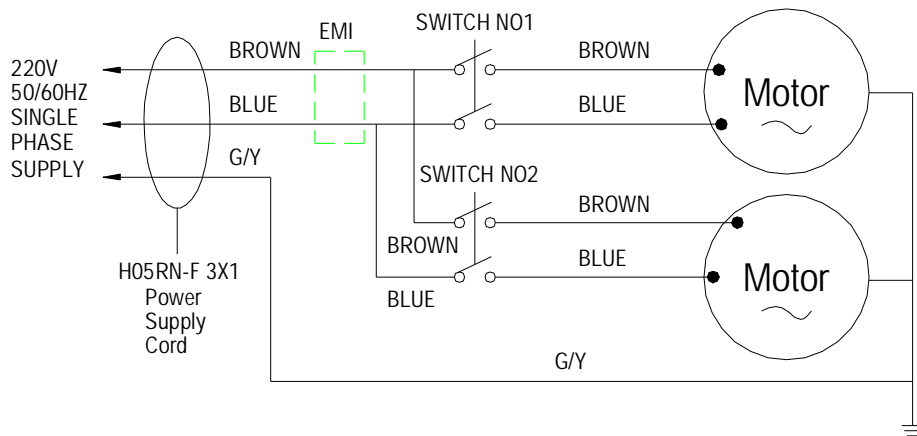 SWITCH NO1
EMI
BROWN
BROWN
220V
50/60HZ
SINGLE
PHASE
SUPPLY
BLUE
BLUE
Motor
G/Y
SWITCH NO2
BROWN
BROWN
BLUE
BLUE
Motor
H05RN-F 3X1
Power
Supply
Cord
G/Y